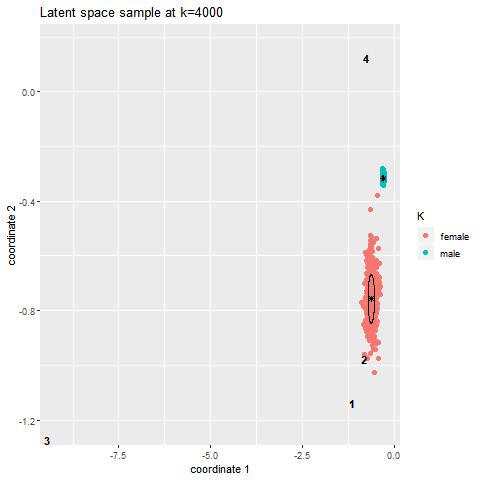 Latent space sample at k=4000
4
0.0
-0.4
-0.8
-1.2
coordinate 2
2
1
3
-7.5
-5.0
-2.5
0.0
coordinate 1
K
female
male